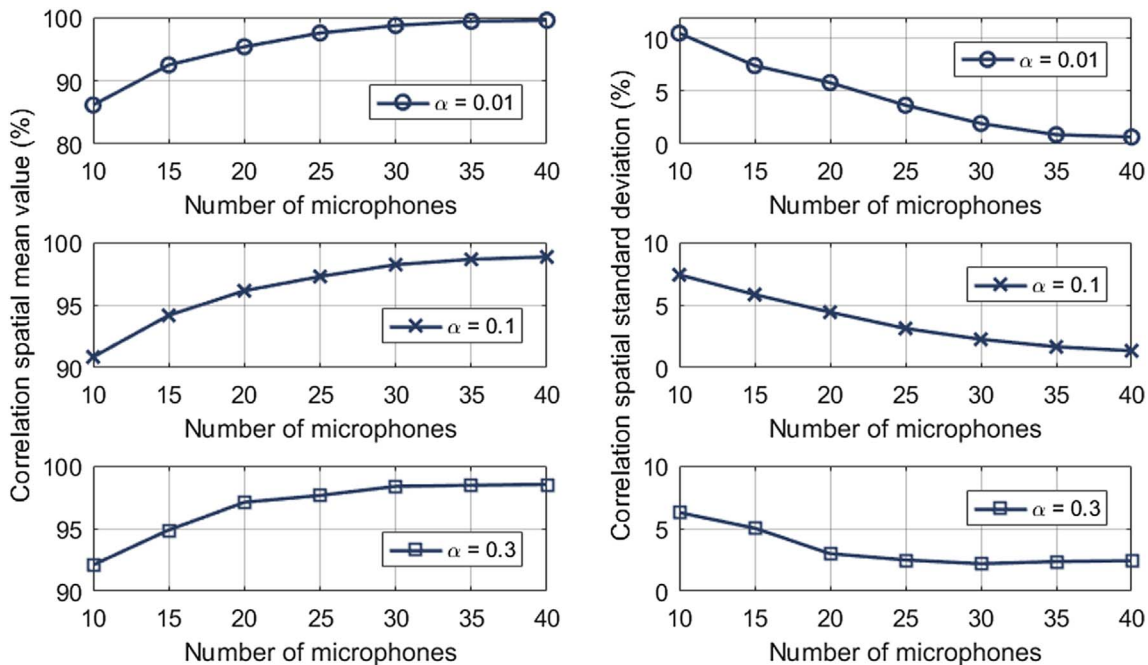 Correlation spatial mean value (%)
100
90
80
α = 0.01
10 15 20 25 30 35 40
Number of microphones
100
95
90
α = 0.1
10 15 20 25 30 35 40
Number of microphones
100
95
90
α = 0.3
10 15 20 25 30 35 40
Number of microphones
Correlation spatial standard deviation (%)
10
5
0
α = 0.01
10 15 20 25 30 35 40
Number of microphones
10
5
0
α = 0.1
10 15 20 25 30 35 40
Number of microphones
10
5
0
α = 0.3
10 15 20 25 30 35 40
Number of microphones